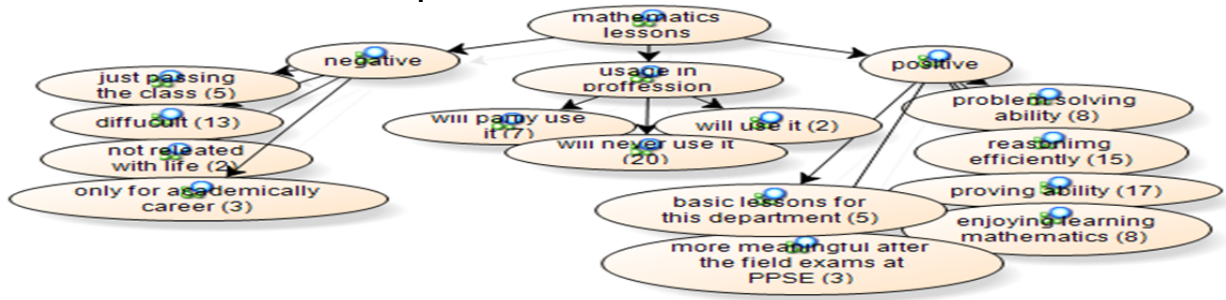 mathematics
lessons
negative
usage in
proffession
positive
just passing
the class (5)
diffucult (13)
not releated
with life (2)
only for academically
career (3)
will partly use
it (7)
will use it (2)
will never use it
(20)
problem solving
ability (8)
reasonimg
efficiently (15)
proving ability (17)
enjoying learning
mathematics (8)
basic lessons for
this department (5)
more meaningful after
the field exams at
PPSE (3)